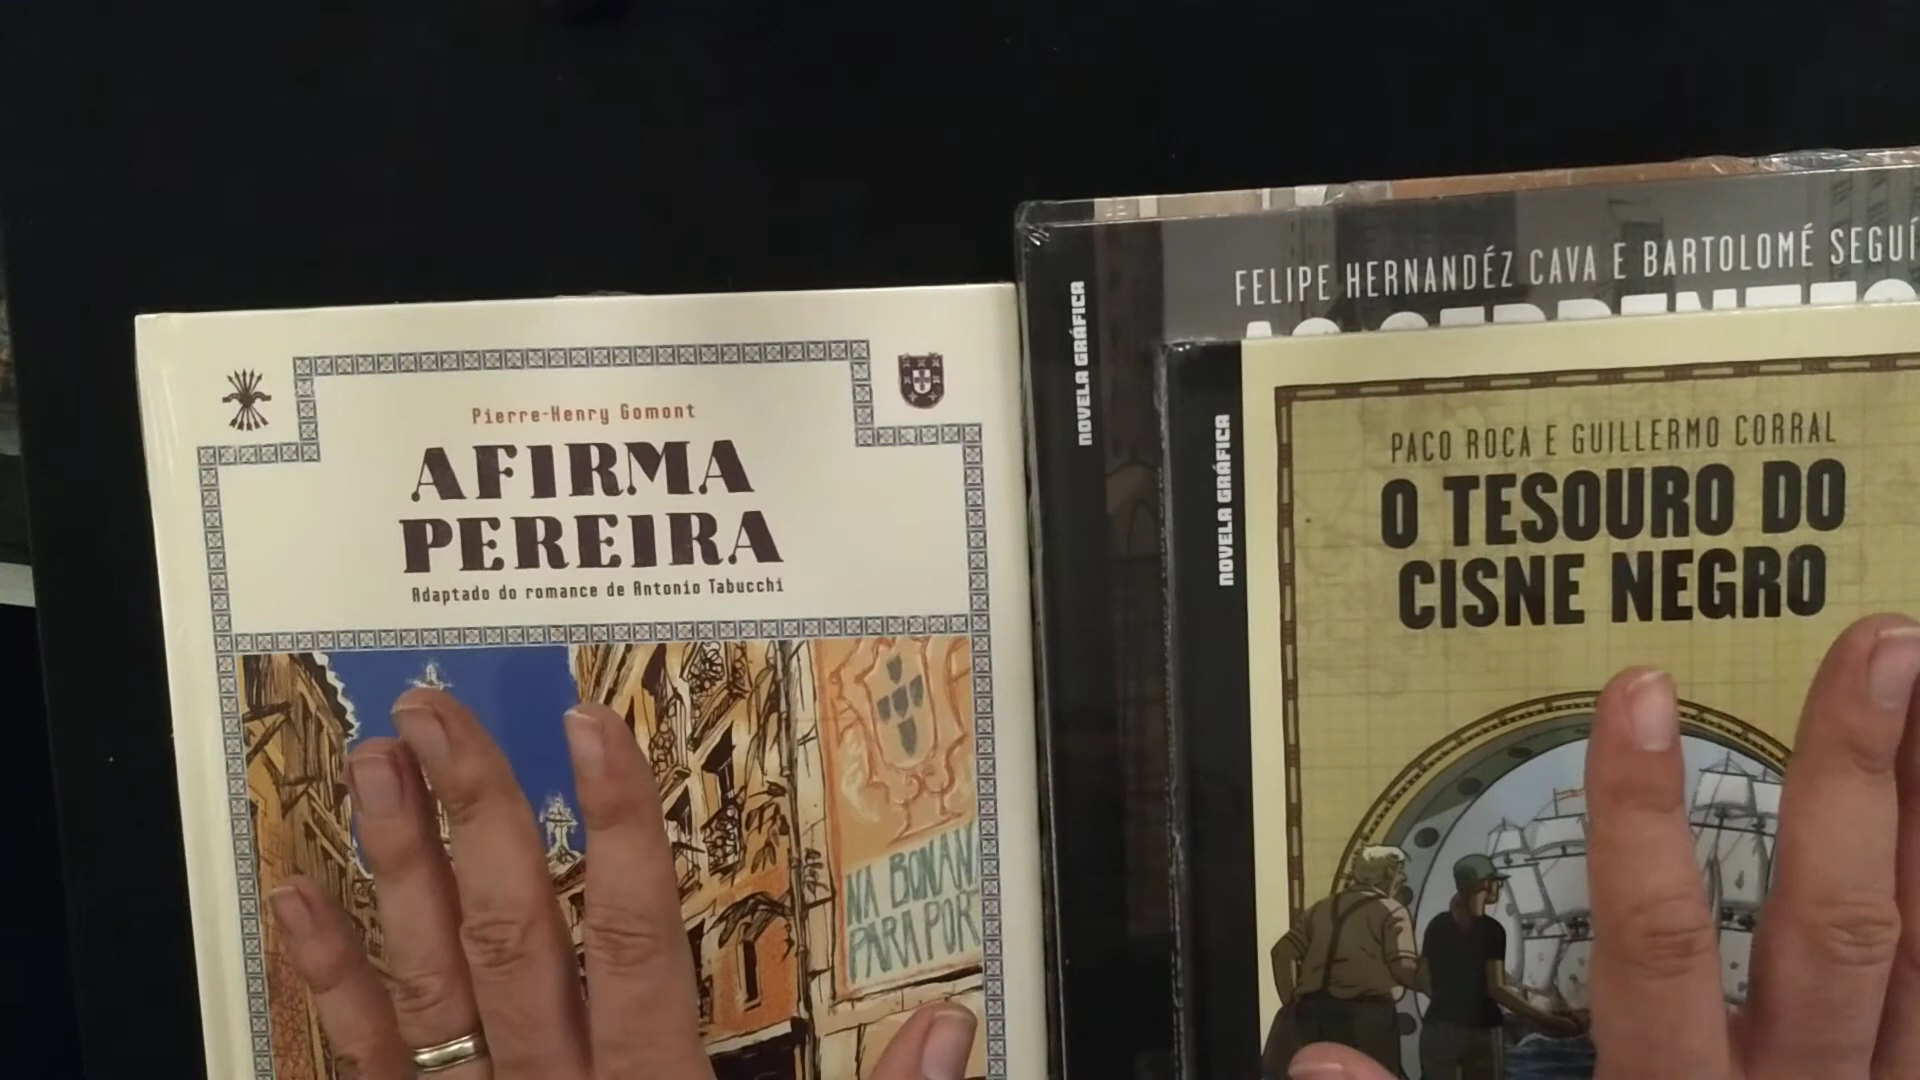 Pierre-Henry Gomont
AFIRMA
PEREIRA
Adaptado do romance de Antonio Tabucchi
NA BONAN
PARA POR
NOVELA GRÁFICA
FELIPE HERNANDÉZ CAVA E BARTOLOMÉ SEGUÍ
NOVELA GRÁFICA
PACO ROCA E GUILLERMO CORRAL
O TESOURO DO
CISNE NEGRO